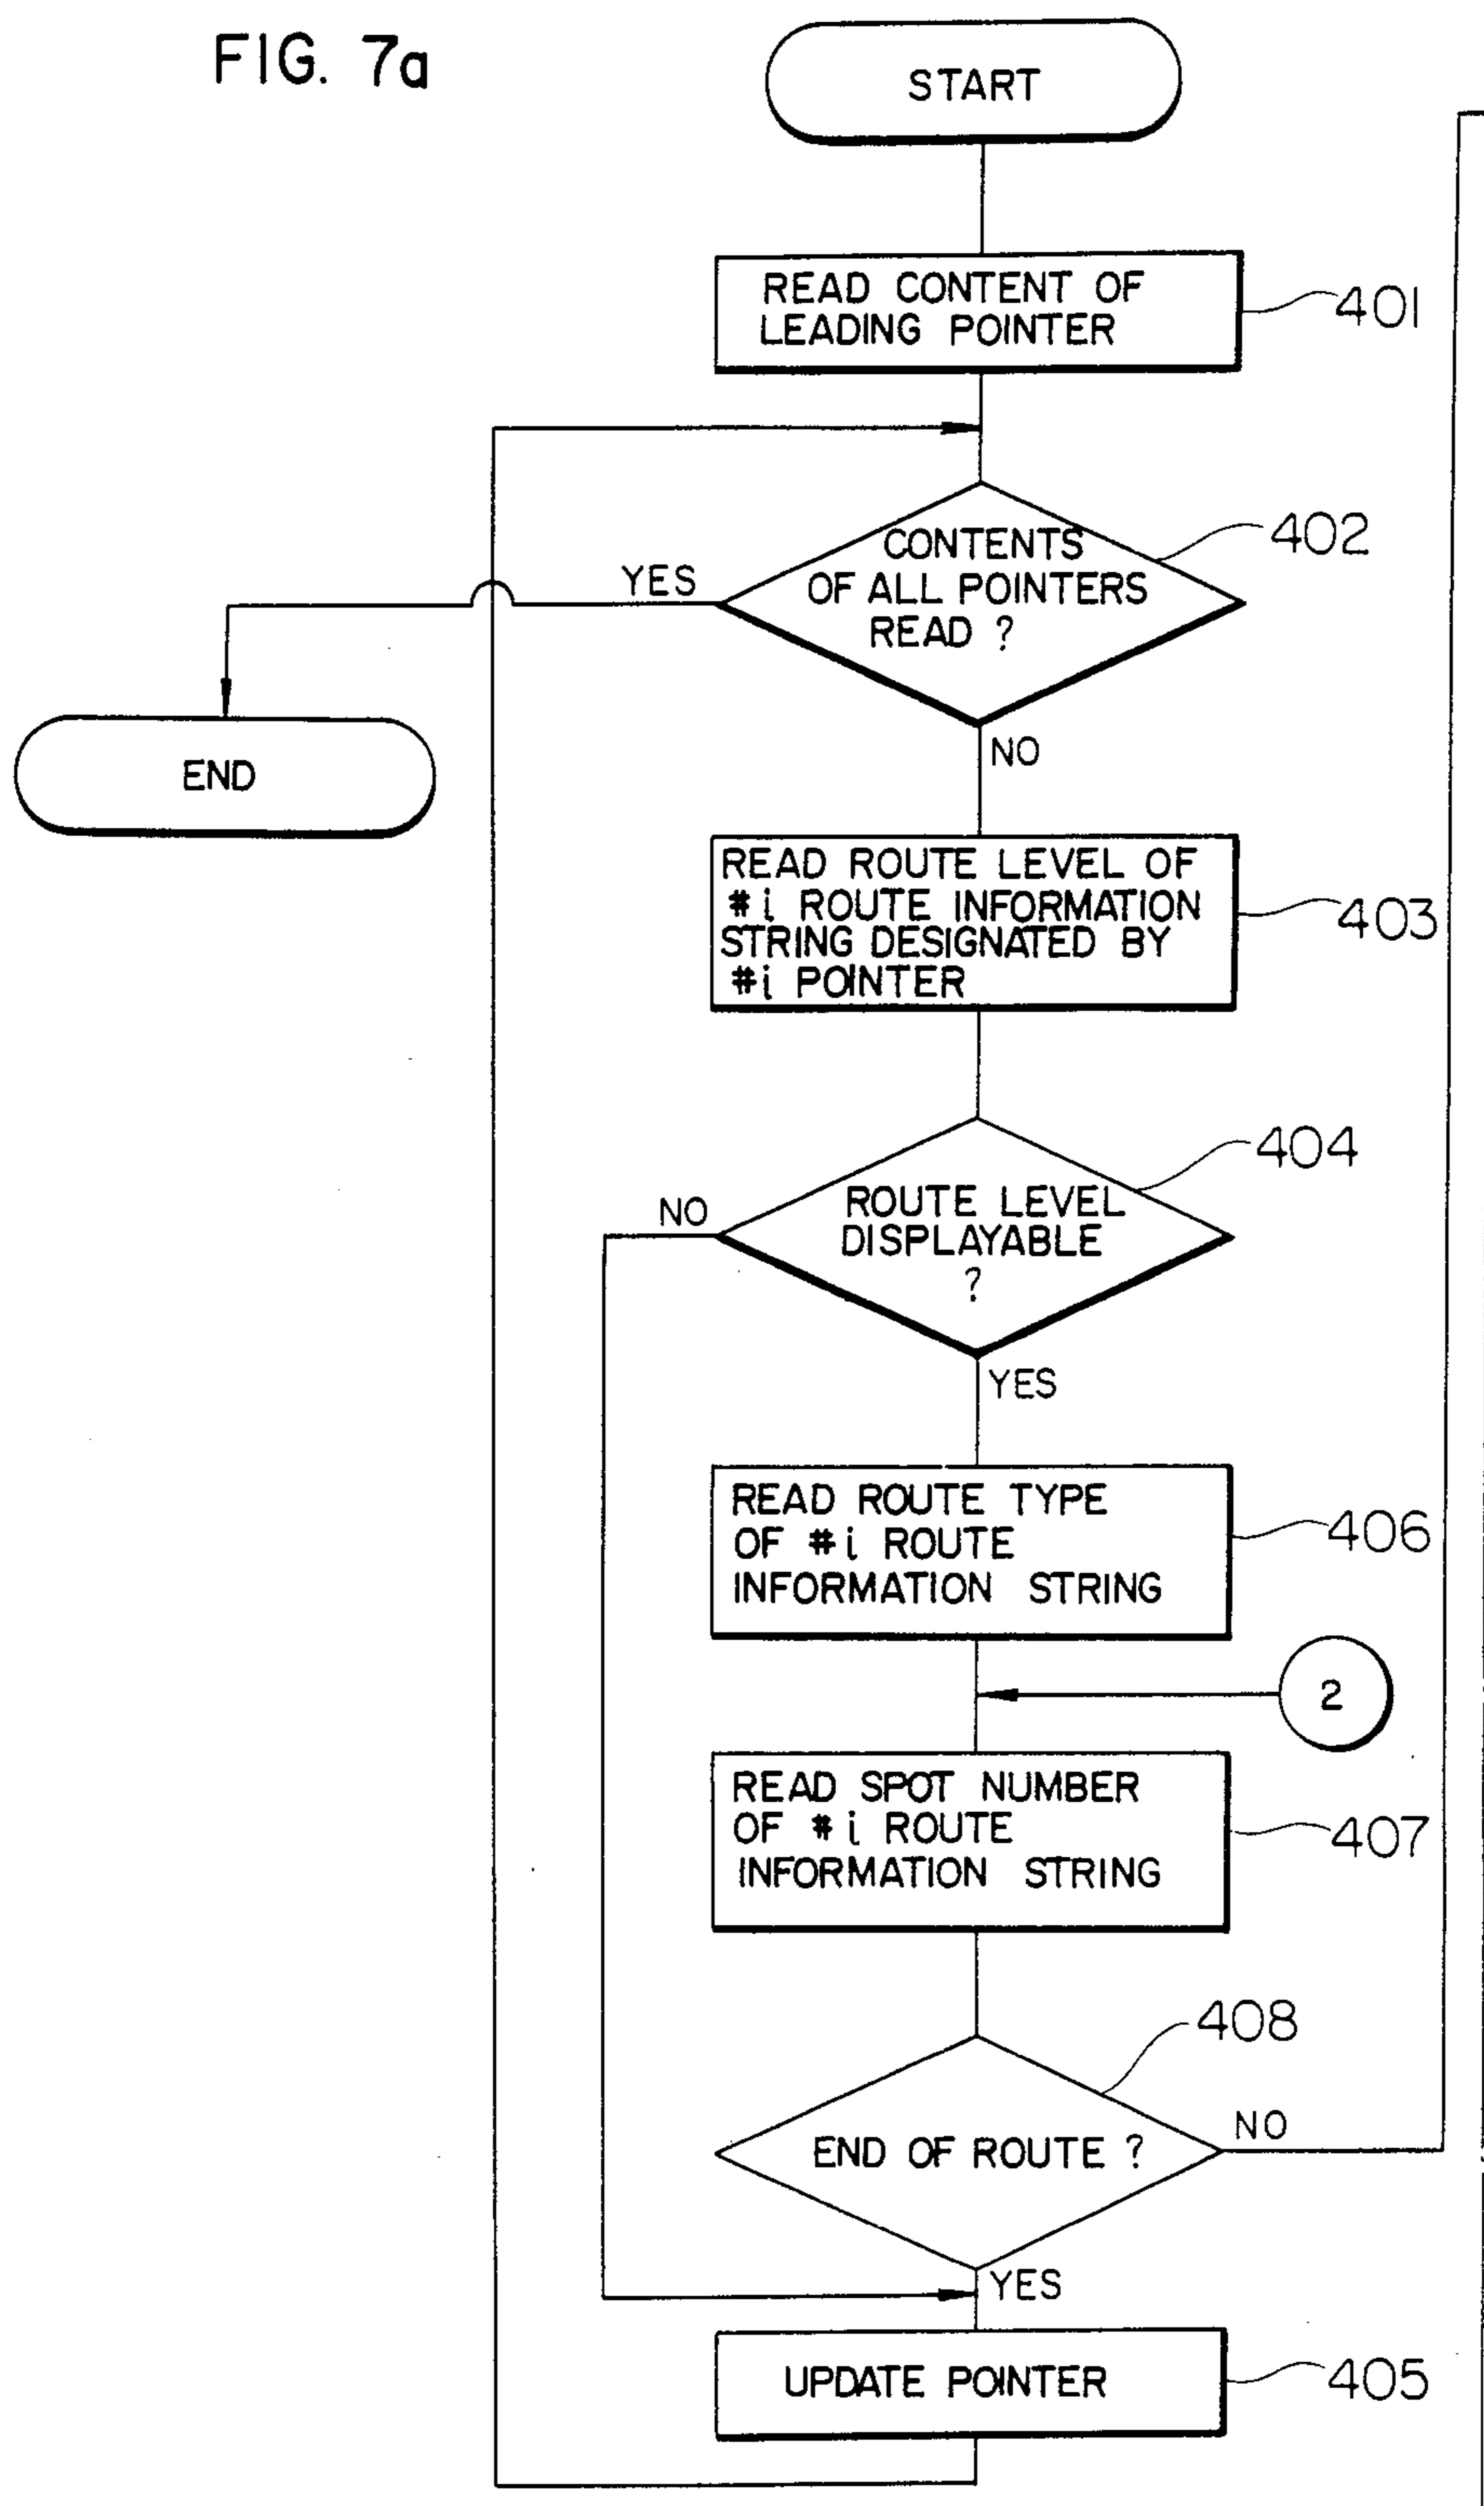 FIG. 7a
START
READ CONTENT OF
LEADING POINTER
401
CONTENTS
OF ALL POINTERS
READ ?
402
YES
NO
END
READ ROUTE LEVEL OF
#i ROUTE INFORMATION
STRING DESIGNATED BY
#i POINTER
403
ROUTE LEVEL
DISPLAYABLE
?
404
NO
YES
READ ROUTE TYPE
OF #i ROUTE
INFORMATION STRING
406
2
READ SPOT NUMBER
OF #i ROUTE
INFORMATION STRING
407
END OF ROUTE ?
408
NO
YES
UPDATE POINTER
405